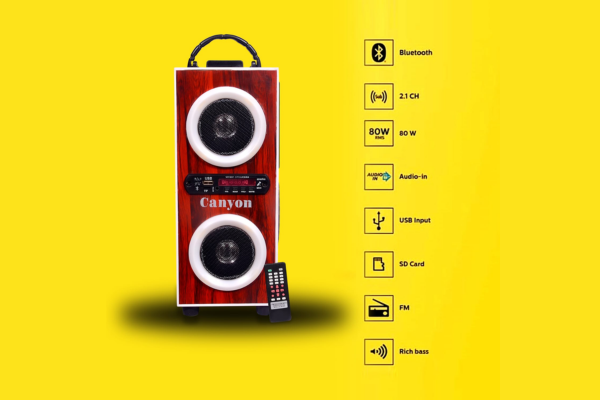 Canyon
Bluetooth
2.1 CH
80W
RMS
80 W
AUDIO
IN
Audio-in
USB Input
SD Card
FM
Rich bass